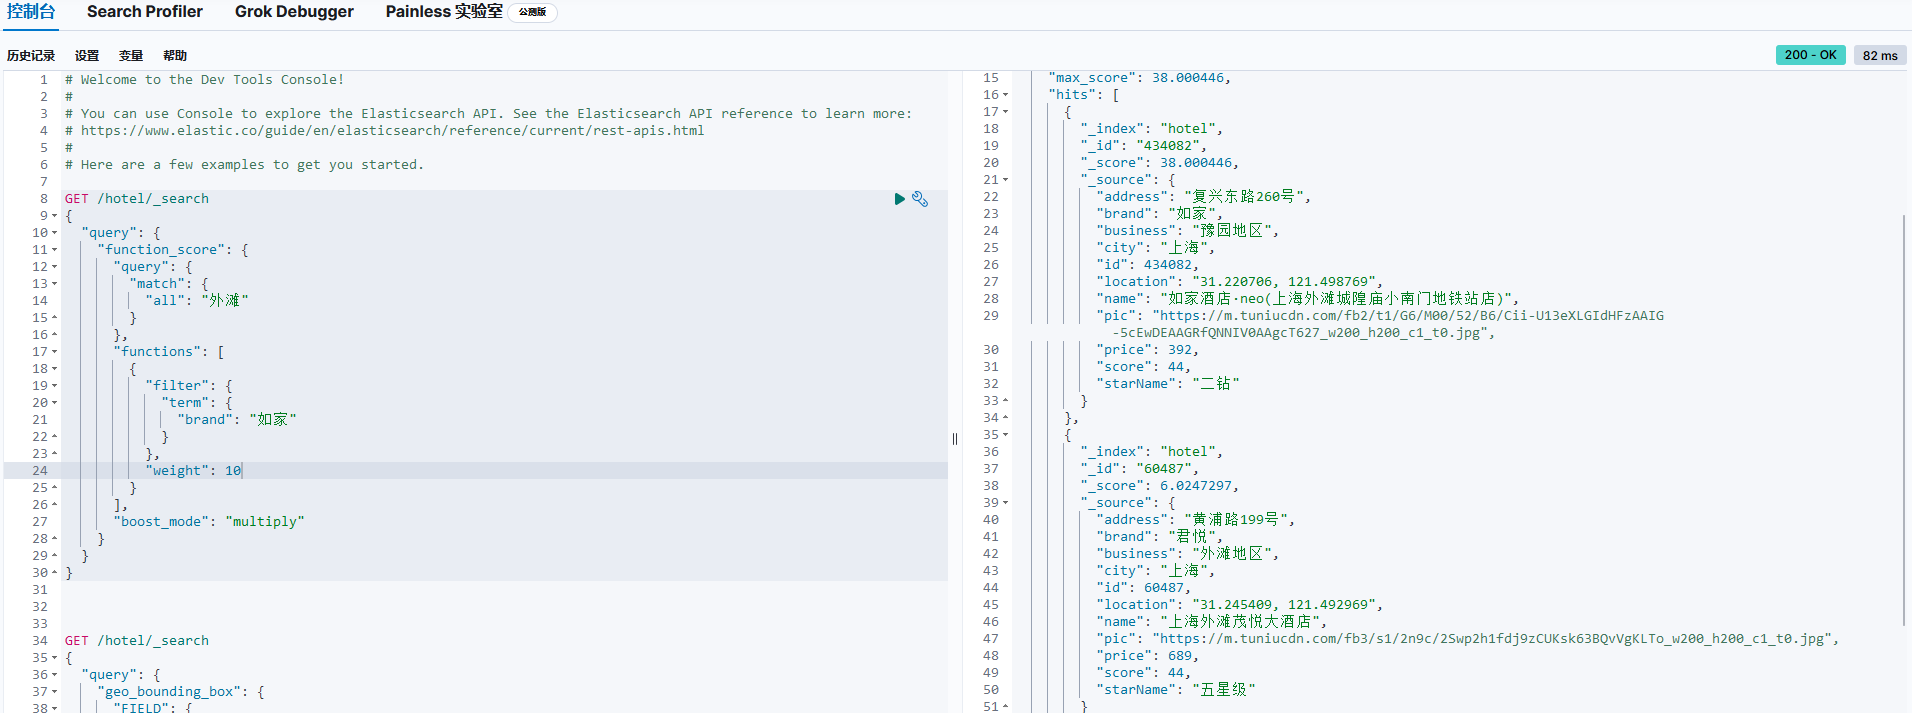 控制台 Search Profiler Grok Debugger Painless 实验室 公测版
历史记录 设置 变量 帮助 200 - OK 82 ms
1 # Welcome to the Dev Tools Console!
2 #
3 # You can use Console to explore the Elasticsearch API. See the Elasticsearch API reference to learn more:
4 # https://www.elastic.co/guide/en/elasticsearch/reference/current/rest-apis.html
5 #
6 # Here are a few examples to get you started.
7
8 GET /hotel/_search
9 {
10 "query": {
11 "function_score": {
12 "query": {
13 "match": {
14 "all": "外滩"
15 }
16 },
17 "functions": [
18 {
19 "filter": {
20 "term": {
21 "brand": "如家"
22 }
23 },
24 "weight": 10
25 }
26 ],
27 "boost_mode": "multiply"
28 }
29 }
30 }
31
32
33
34 GET /hotel/_search
35 {
36 "query": {
37 "geo_bounding_box": {
38 "FIELD": {
15 "max_score": 38.000446,
16 "hits": [
17 {
18 "_index": "hotel",
19 "_id": "434082",
20 "_score": 38.000446,
21 "_source": {
22 "address": "复兴东路260号",
23 "brand": "如家",
24 "business": "豫园地区",
25 "city": "上海",
26 "id": 434082,
27 "location": "31.220706, 121.498769",
28 "name": "如家酒店·neo(上海外滩城隍庙小南门地铁站店)",
29 "pic": "https://m.tuniucdn.com/fb2/t1/G6/M00/52/B6/Cii-U13eXLGIdHFzAAIG
-5cEwDEAAGRfQNNIV0AAgcT627_w200_h200_c1_t0.jpg",
30 "price": 392,
31 "score": 44,
32 "starName": "二钻"
33 }
34 },
35 {
36 "_index": "hotel",
37 "_id": "60487",
38 "_score": 6.0247297,
39 "_source": {
40 "address": "黄浦路199号",
41 "brand": "君悦",
42 "business": "外滩地区",
43 "city": "上海",
44 "id": 60487,
45 "location": "31.245409, 121.492969",
46 "name": "上海外滩茂悦大酒店",
47 "pic": "https://m.tuniucdn.com/fb3/s1/2n9c/2Swp2h1fdj9zCUKsk63BQvVgKLTo_w200_h200_c1_t0.jpg",
48 "price": 689,
49 "score": 44,
50 "starName": "五星级"
51 }